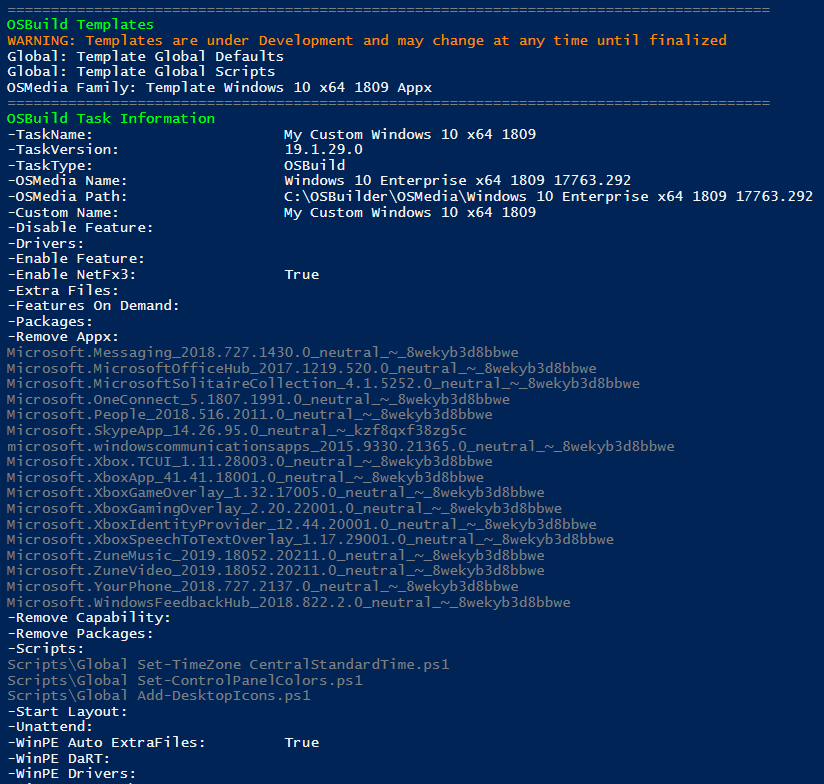 ========================================================================================
OSBuild Templates
WARNING: Templates are under Development and may change at any time until finalized
Global: Template Global Defaults
Global: Template Global Scripts
OSMedia Family: Template Windows 10 x64 1809 Appx
========================================================================================
OSBuild Task Information
-TaskName: My Custom Windows 10 x64 1809
-TaskVersion: 19.1.29.0
-TaskType: OSBuild
-OSMedia Name: Windows 10 Enterprise x64 1809 17763.292
-OSMedia Path: C:\OSBuilder\OSMedia\Windows 10 Enterprise x64 1809 17763.292
-Custom Name: My Custom Windows 10 x64 1809
-Disable Feature:
-Drivers:
-Enable Feature:
-Enable NetFx3: True
-Extra Files:
-Features On Demand:
-Packages:
-Remove Appx:
Microsoft.Messaging_2018.727.1430.0_neutral_~_8wekyb3d8bbwe
Microsoft.MicrosoftOfficeHub_2017.1219.520.0_neutral_~_8wekyb3d8bbwe
Microsoft.MicrosoftSolitaireCollection_4.1.5252.0_neutral_~_8wekyb3d8bbwe
Microsoft.OneConnect_5.1807.1991.0_neutral_~_8wekyb3d8bbwe
Microsoft.People_2018.516.2011.0_neutral_~_8wekyb3d8bbwe
Microsoft.SkypeApp_14.26.95.0_neutral_~_kzf8qxf38zg5c
microsoft.windowscommunicationsapps_2015.9330.21365.0_neutral_~_8wekyb3d8bbwe
Microsoft.Xbox.TCUI_1.11.28003.0_neutral_~_8wekyb3d8bbwe
Microsoft.XboxApp_41.41.18001.0_neutral_~_8wekyb3d8bbwe
Microsoft.XboxGameOverlay_1.32.17005.0_neutral_~_8wekyb3d8bbwe
Microsoft.XboxGamingOverlay_2.20.22001.0_neutral_~_8wekyb3d8bbwe
Microsoft.XboxIdentityProvider_12.44.20001.0_neutral_~_8wekyb3d8bbwe
Microsoft.XboxSpeechToTextOverlay_1.17.29001.0_neutral_~_8wekyb3d8bbwe
Microsoft.ZuneMusic_2019.18052.20211.0_neutral_~_8wekyb3d8bbwe
Microsoft.ZuneVideo_2019.18052.20211.0_neutral_~_8wekyb3d8bbwe
Microsoft.YourPhone_2018.727.2137.0_neutral_~_8wekyb3d8bbwe
Microsoft.WindowsFeedbackHub_2018.822.2.0_neutral_~_8wekyb3d8bbwe
-Remove Capability:
-Remove Packages:
-Scripts:
Scripts\Global Set-TimeZone CentralStandardTime.ps1
Scripts\Global Set-ControlPanelColors.ps1
Scripts\Global Add-DesktopIcons.ps1
-Start Layout:
-Unattend:
-WinPE Auto ExtraFiles: True
-WinPE DaRT:
-WinPE Drivers: